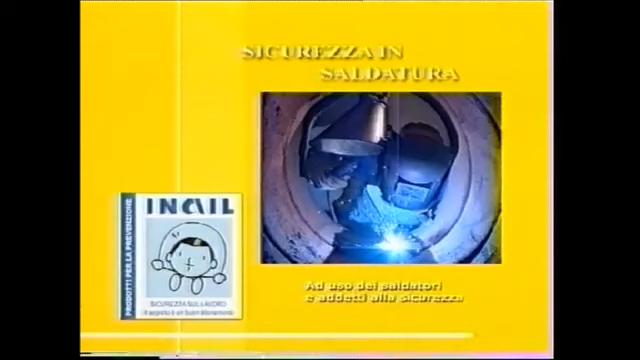 SICUREZZA IN
SALDATURA
PRODOTTI PER LA PREVENZIONE
INAIL
SICUREZZA SUL LAVORO
Ad uso dei saldatori
e addetti alla sicurezza